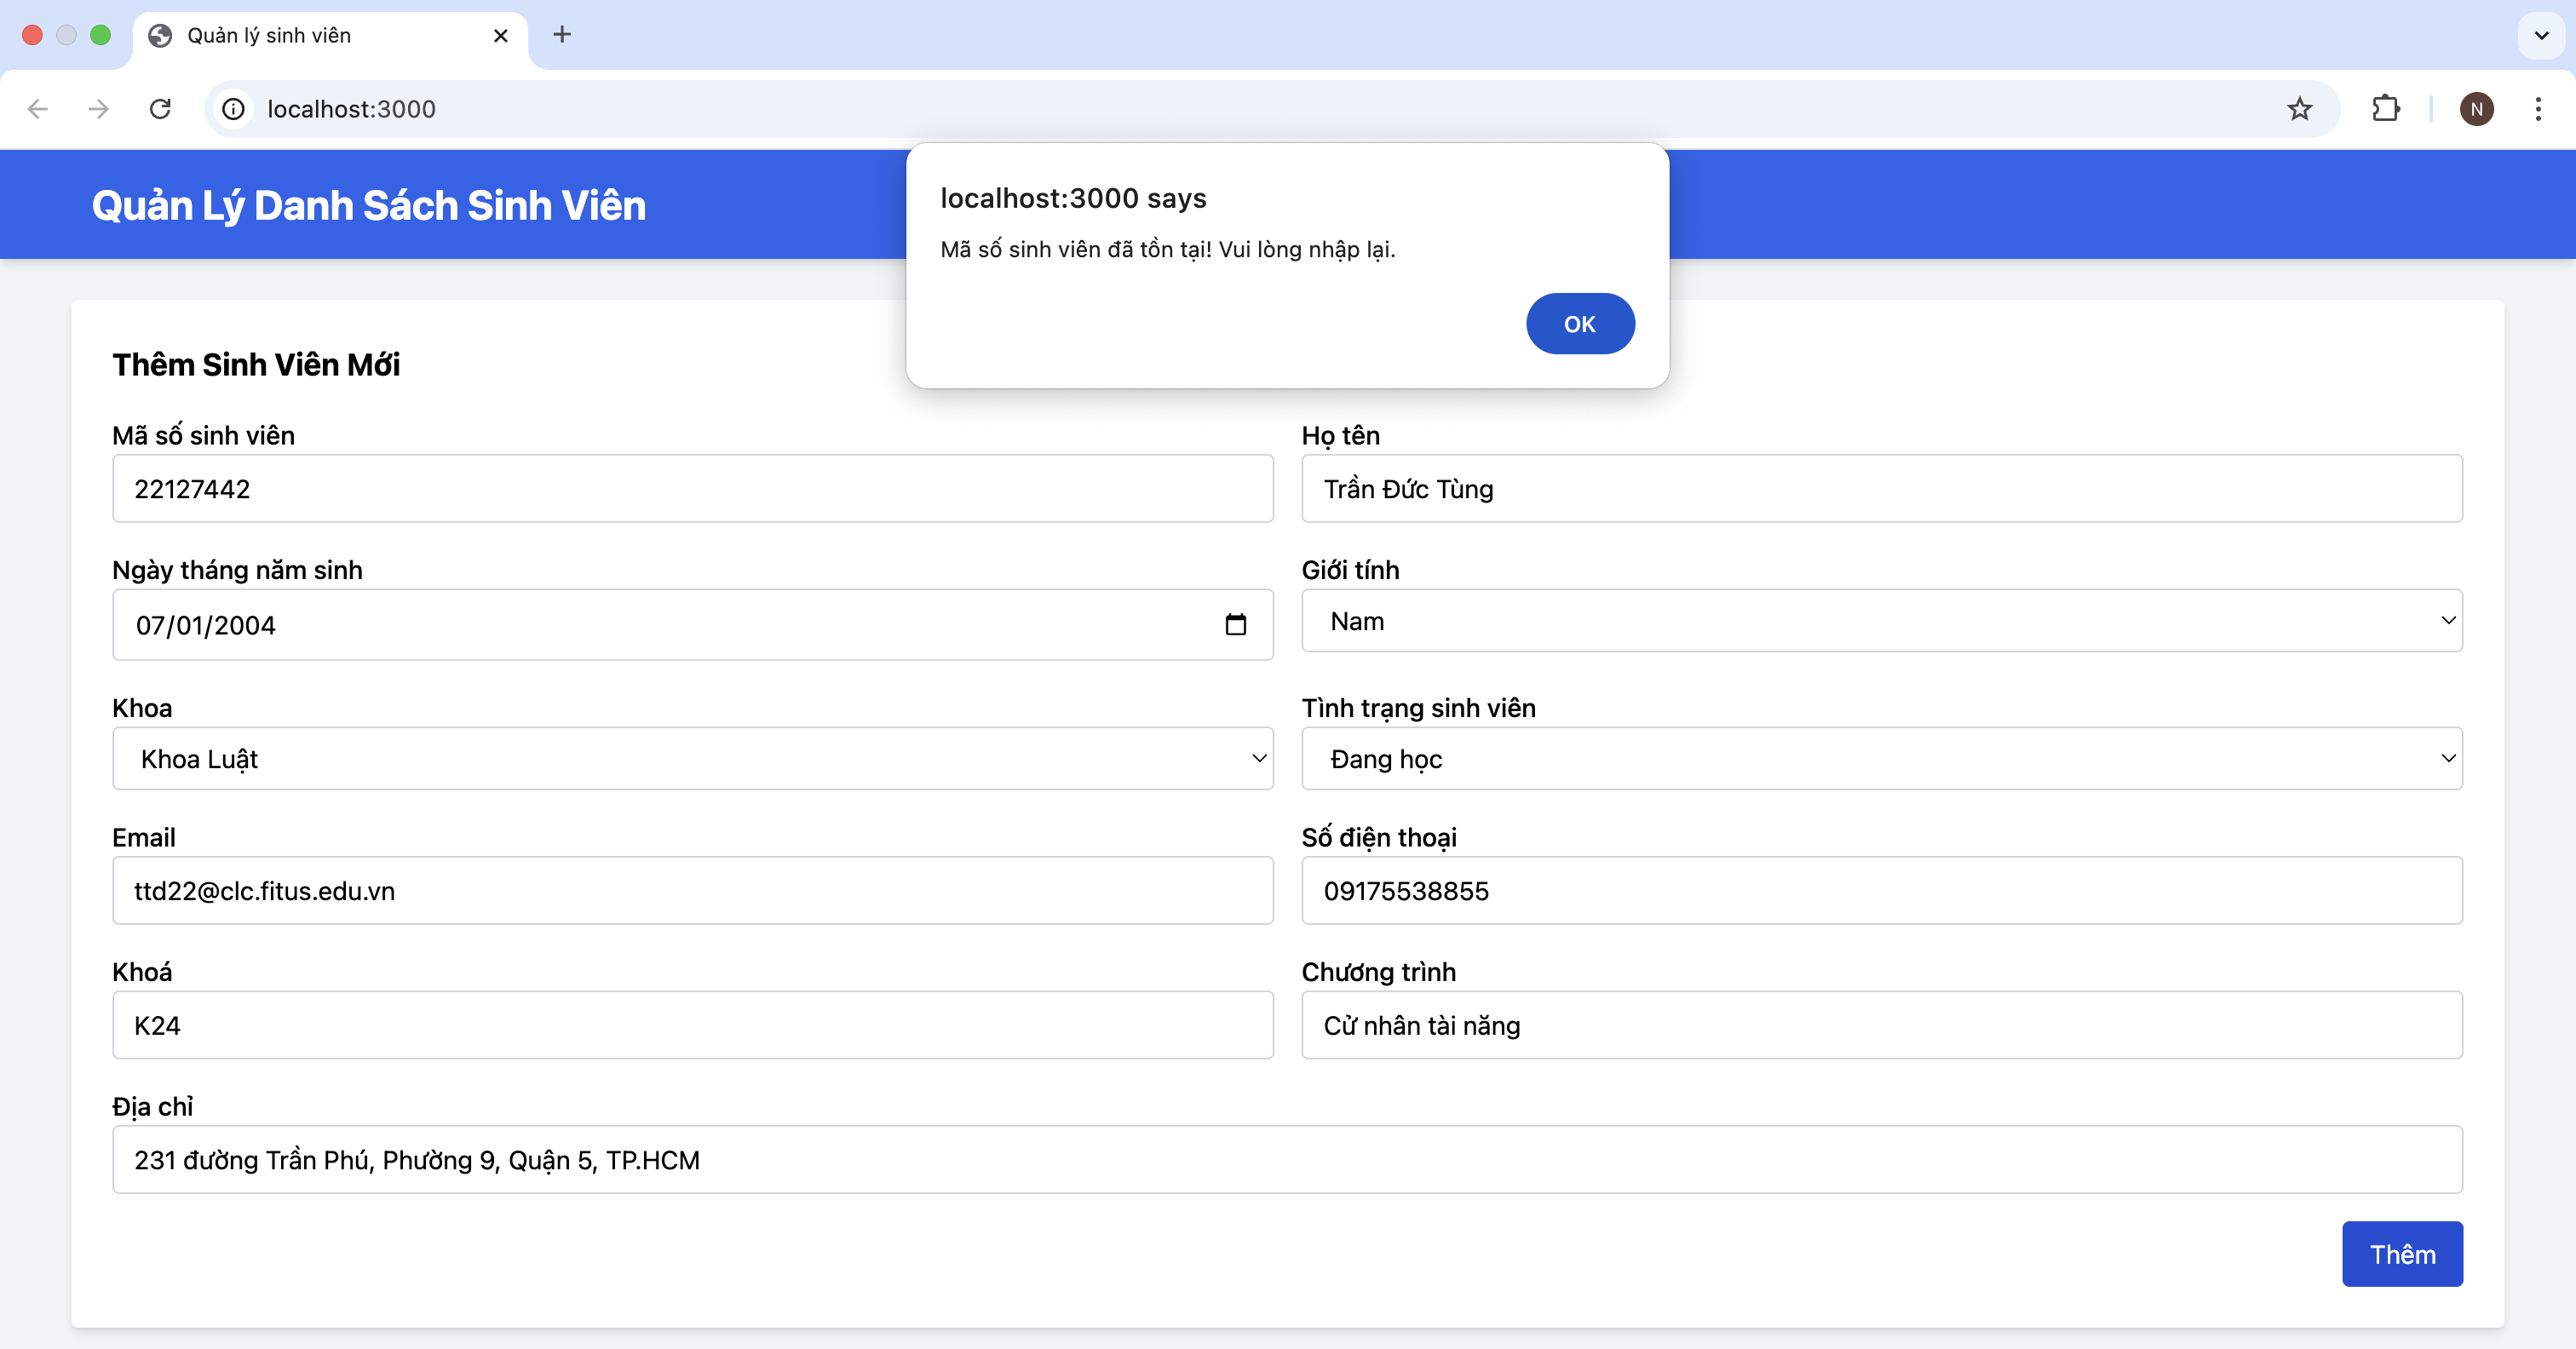 Quản lý sinh viên
localhost:3000
N
Quản Lý Danh Sách Sinh Viên
localhost:3000 says
Mã số sinh viên đã tồn tại! Vui lòng nhập lại.
OK
Thêm Sinh Viên Mới
Mã số sinh viên
Họ tên
22127442
Trần Đức Tùng
Ngày tháng năm sinh
Giới tính
07/01/2004
Nam
Khoa
Tình trạng sinh viên
Khoa Luật
Đang học
Email
Số điện thoại
ttd22@clc.fitus.edu.vn
09175538855
Khoá
Chương trình
K24
Cử nhân tài năng
Địa chỉ
231 đường Trần Phú, Phường 9, Quận 5, TP.HCM
Thêm